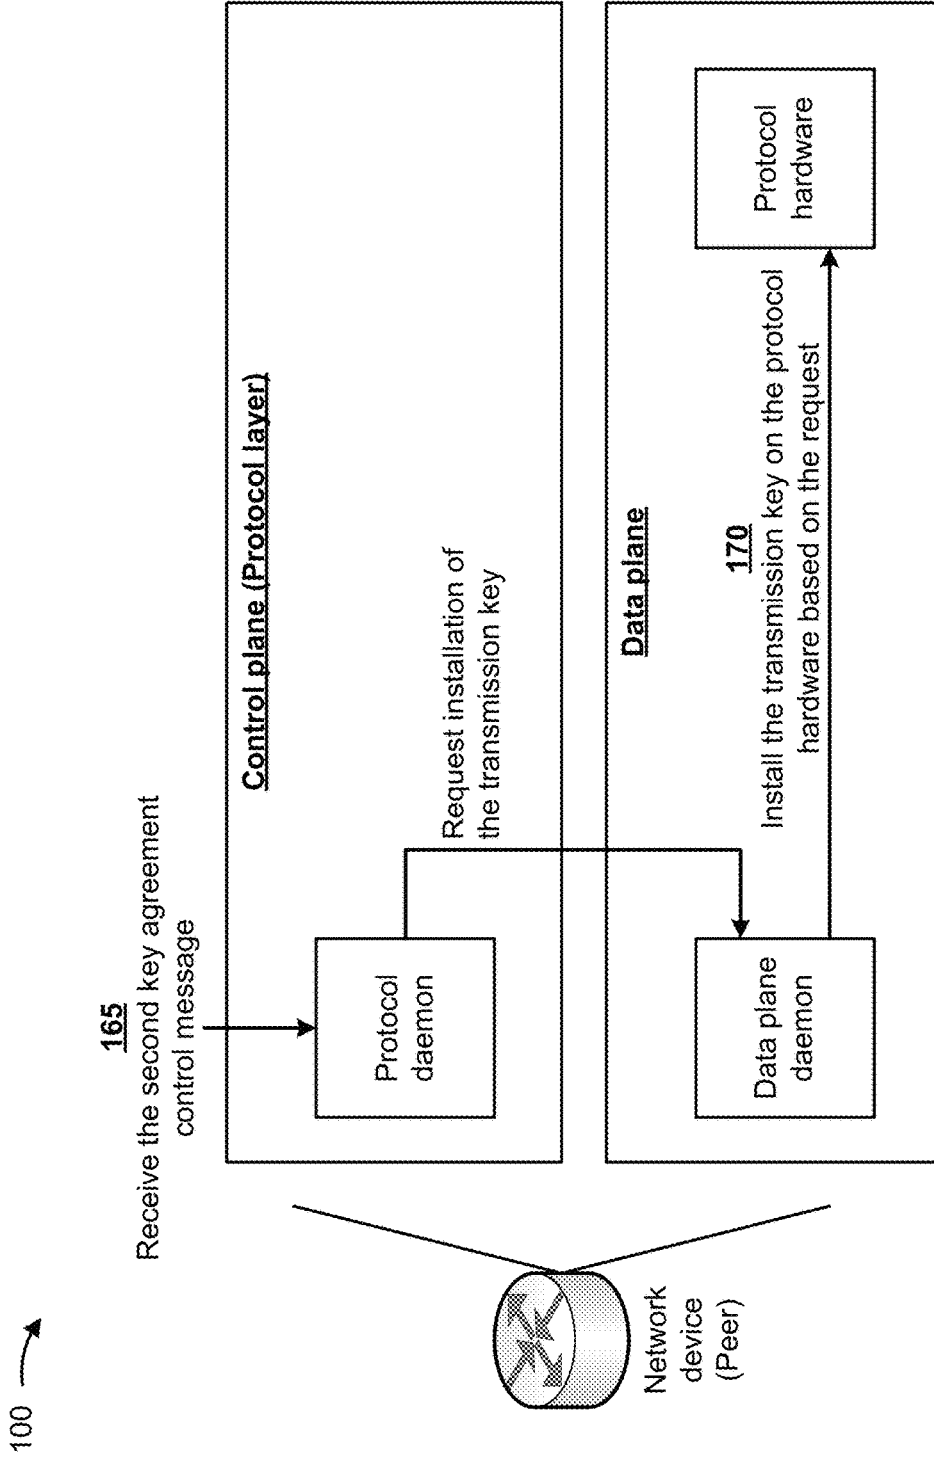 100
165
Receive the second key agreement
control message
Control plane (Protocol layer)
Protocol
daemon
Request installation of
the transmission key
Network
device
(Peer)
Data plane
Data plane
daemon
170
Install the transmission key on the protocol
hardware based on the request
Protocol
hardware